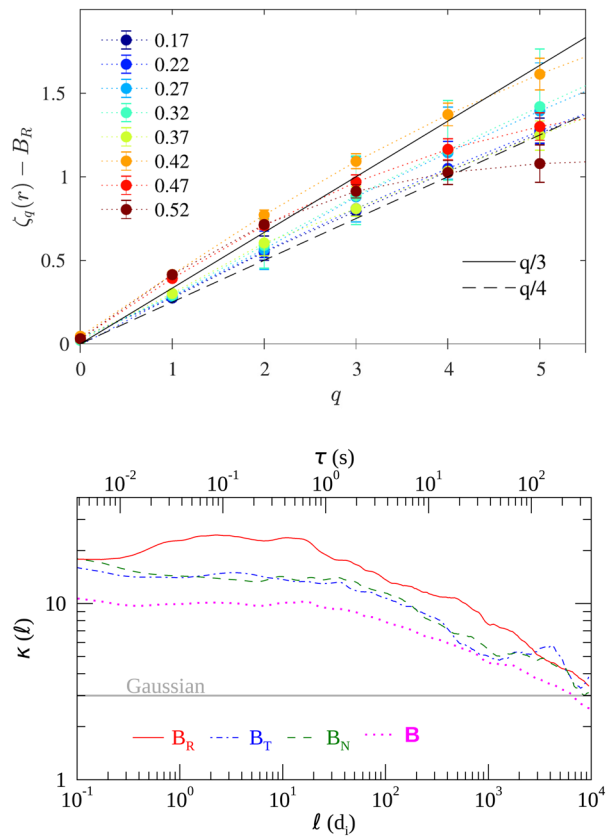 ζq(r) − BR
1.5
1
0.5
0
0.17
0.22
0.27
0.32
0.37
0.42
0.47
0.52
q/3
q/4
0 1 2 3 4 5
q
τ (s)
10-2 10-1 100 101 102
κ (ℓ)
10
1
Gaussian
BR BT BN B
10-1 100 101 102 103 104
ℓ (di)